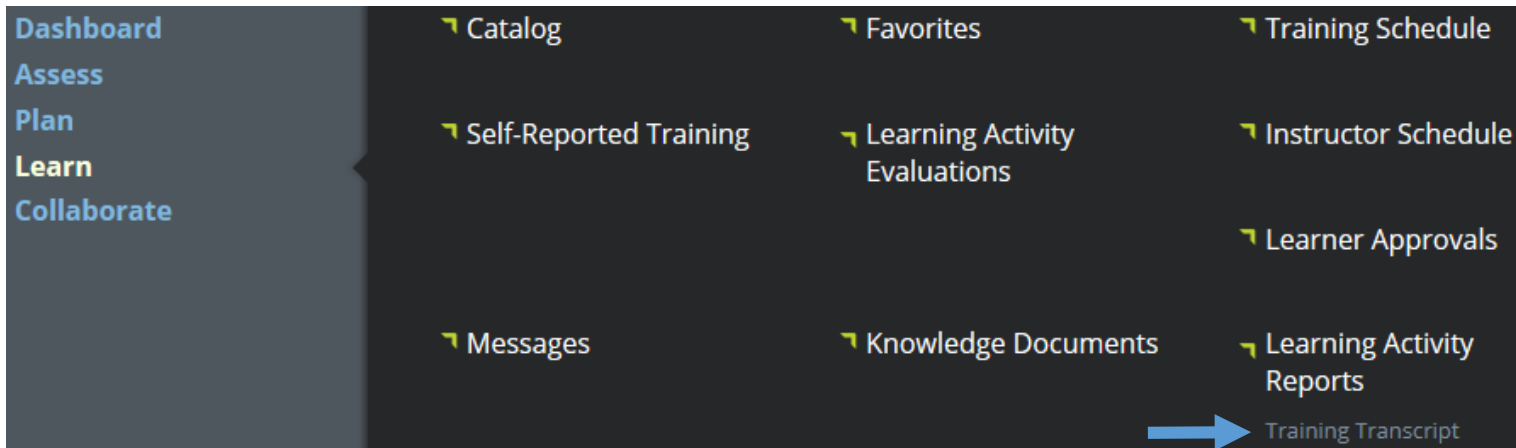 Dashboard
Assess
Plan
Learn
Collaborate
Catalog
Favorites
Training Schedule
Self-Reported Training
Learning Activity
Evaluations
Instructor Schedule
Learner Approvals
Messages
Knowledge Documents
Learning Activity
Reports
Training Transcript